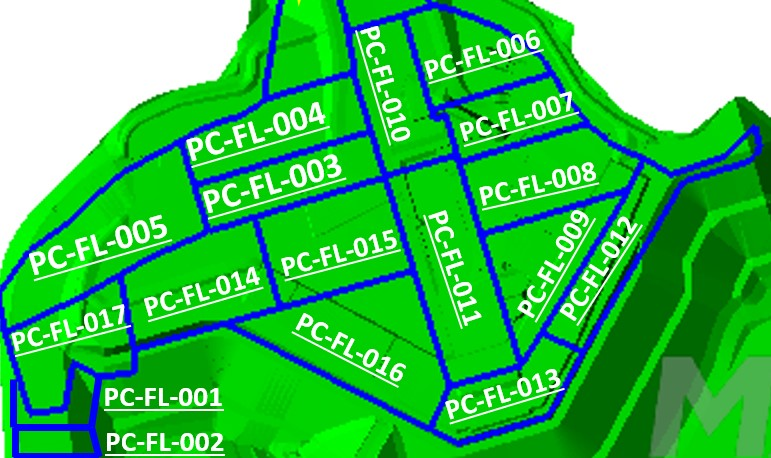 PC-FL-006
PC-FL-010
PC-FL-004
PC-FL-007
PC-FL-003
PC-FL-008
PC-FL-005
PC-FL-015
PC-FL-011
PC-FL-009
PC-FL-012
PC-FL-014
PC-FL-017
PC-FL-016
PC-FL-013
PC-FL-001
PC-FL-002
M